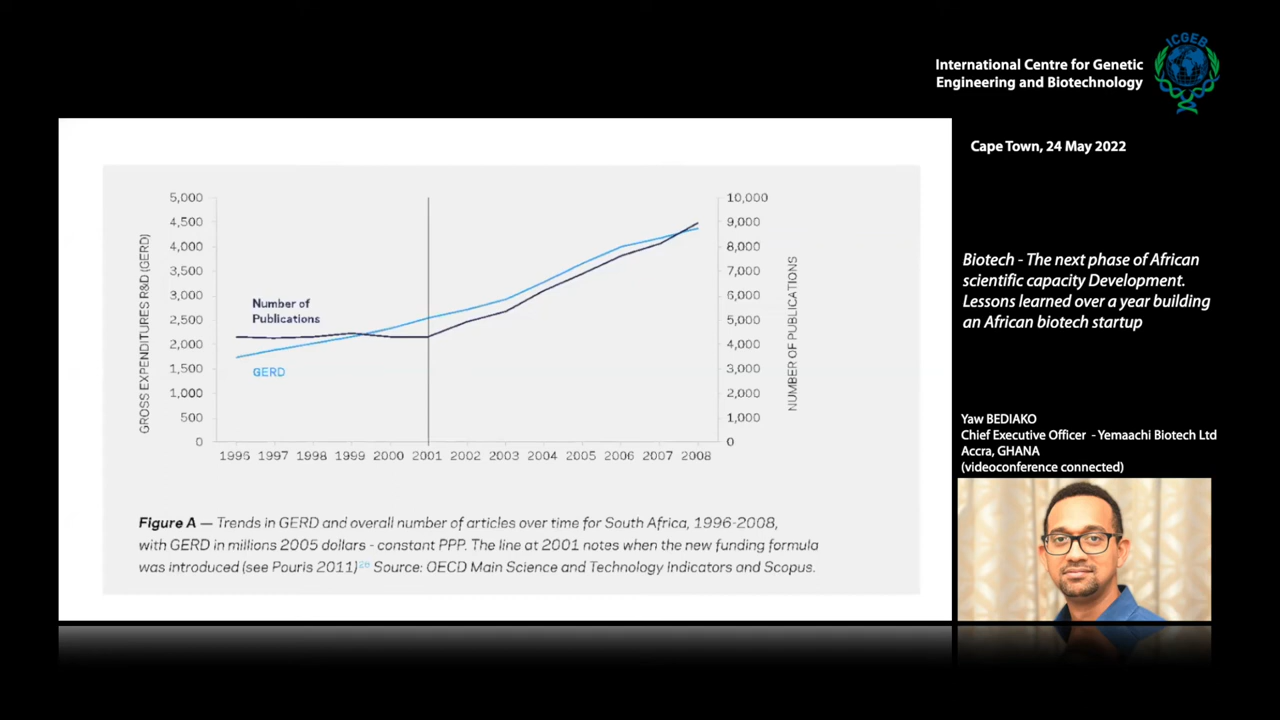 ICGEB
International Centre for Genetic
Engineering and Biotechnology
Cape Town, 24 May 2022
5,000
4,500
4,000
3,500
3,000
2,500
2,000
1,500
1,000
500
0
GROSS EXPENDITURES R&D (GERD)
Number of
Publications
GERD
10,000
9,000
8,000
7,000
6,000
5,000
4,000
3,000
2,000
1,000
0
NUMBER OF PUBLICATIONS
1996 1997 1998 1999 2000 2001 2002 2003 2004 2005 2006 2007 2008
Figure A — Trends in GERD and overall number of articles over time for South Africa, 1996-2008,
with GERD in millions 2005 dollars - constant PPP. The line at 2001 notes when the new funding formula
was introduced (see Pouris 2011)26 Source: OECD Main Science and Technology Indicators and Scopus.
Biotech - The next phase of African
scientific capacity Development.
Lessons learned over a year building
an African biotech startup
Yaw BEDIAKO
Chief Executive Officer - Yemaachi Biotech Ltd
Accra, GHANA
(videoconference connected)